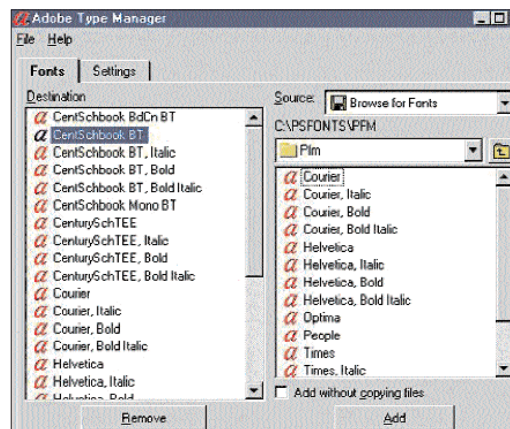 Adobe Type Manager
File Help
Fonts Settings
Destination
CentSchbook BdCn BT
CentSchbook BT
CentSchbook BT, Italic
CentSchbook BT, Bold
CentSchbook BT, Bold Italic
CentSchbook Mono BT
CenturySchTEE
CenturySchTEE, Italic
CenturySchTEE, Bold
CenturySchTEE, Bold Italic
Courier
Courier, Italic
Courier, Bold
Courier, Bold Italic
Helvetica
Helvetica, Italic
Helvetica, Bold
Remove
Source: Browse for Fonts
C:\PSFONTS\PFM
Pfm
Courier
Courier, Italic
Courier, Bold
Courier, Bold Italic
Helvetica
Helvetica, Italic
Helvetica, Bold
Helvetica, Bold Italic
Optima
People
Times
Times, Italic
Add without copying files
Add